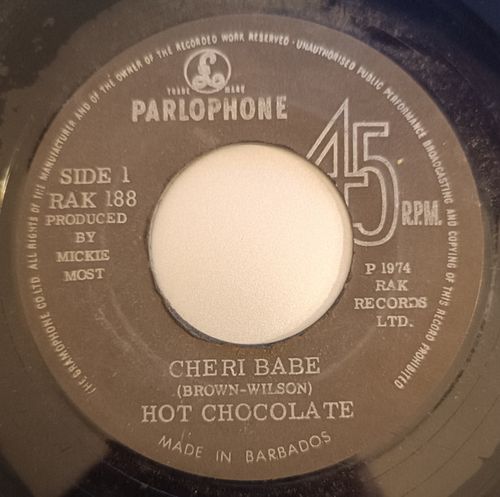 THE GRAMOPHONE CO. LTD. ALL RIGHTS OF THE MANUFACTURER AND OF THE OWNER OF THE RECORDED WORK RESERVED · UNAUTHORISED PUBLIC PERFORMANCE BROADCASTING AND COPYING OF THIS RECORD PROHIBITED
£
TRADE MARK
PARLOPHONE
45
R.P.M.
SIDE 1
RAK 188
PRODUCED
BY
MICKIE
MOST
P 1974
RAK
RECORDS
LTD.
CHERI BABE
(BROWN-WILSON)
HOT CHOCOLATE
MADE IN BARBADOS